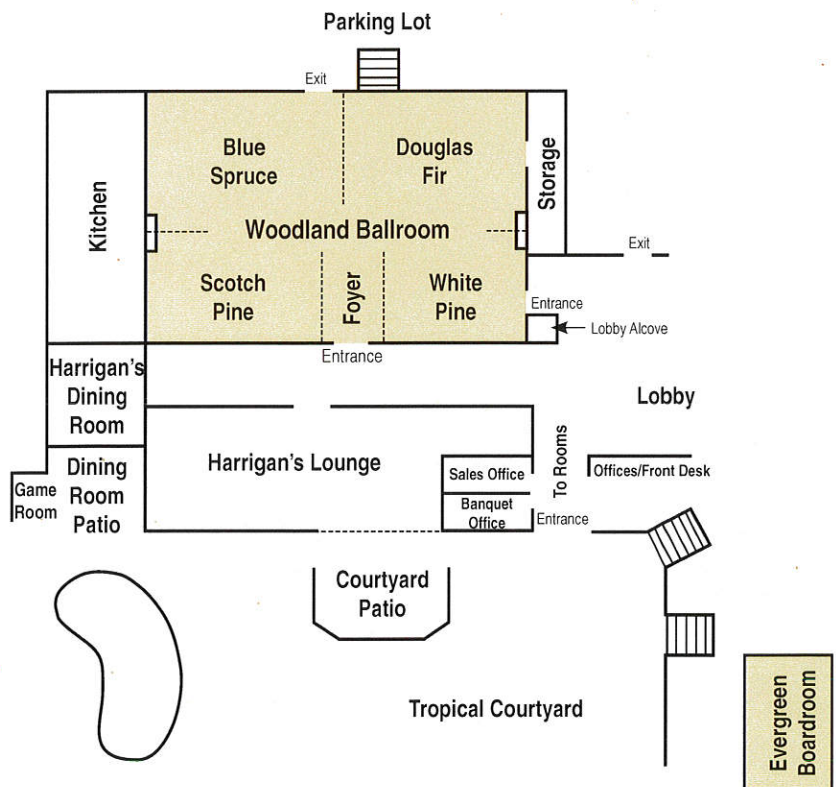 Parking Lot
Exit
Blue
Spruce
Douglas
Fir
Kitchen
Storage
Woodland Ballroom
Exit
Scotch
Pine
Foyer
White
Pine
Entrance
Lobby Alcove
Entrance
Harrigan's
Dining
Room
Lobby
Harrigan's Lounge
Sales Office
To Rooms
Offices/Front Desk
Game
Room
Dining
Room
Patio
Banquet
Office
Entrance
Courtyard
Patio
Tropical Courtyard
Evergreen
Boardroom